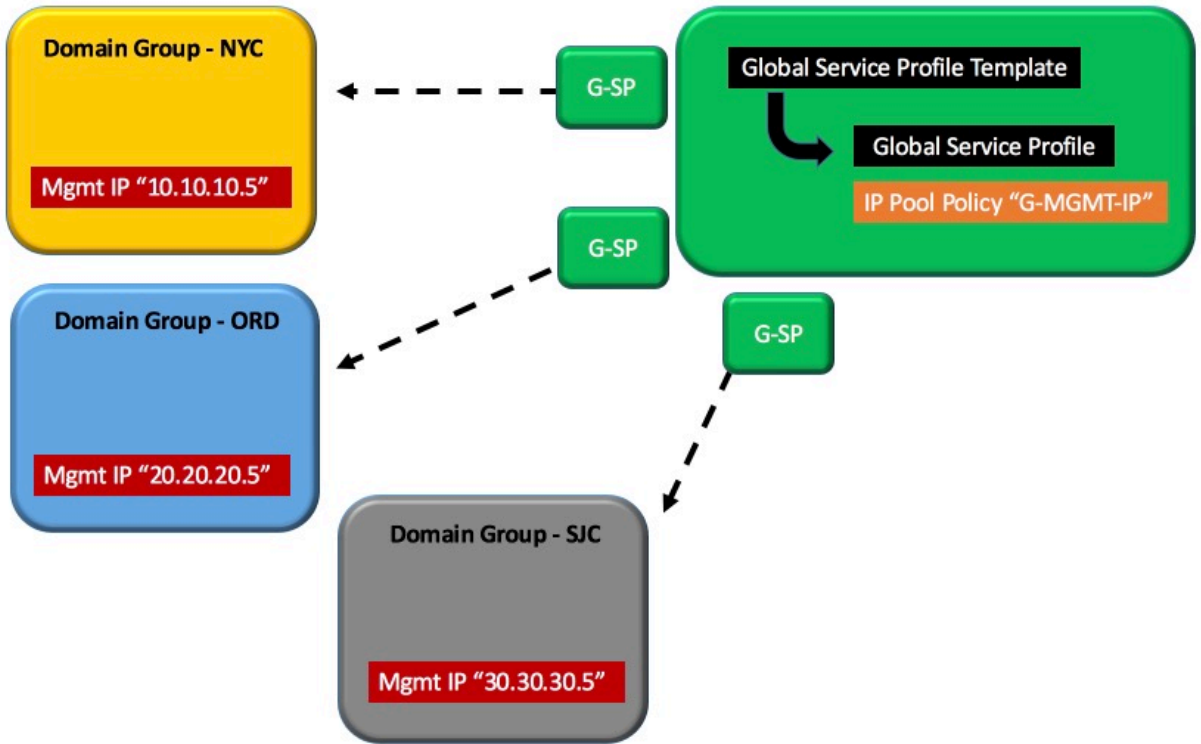 Domain Group - NYC
Mgmt IP “10.10.10.5”
G-SP
Global Service Profile Template
Global Service Profile
IP Pool Policy “G-MGMT-IP”
G-SP
Domain Group - ORD
Mgmt IP “20.20.20.5”
G-SP
Domain Group - SJC
Mgmt IP “30.30.30.5”